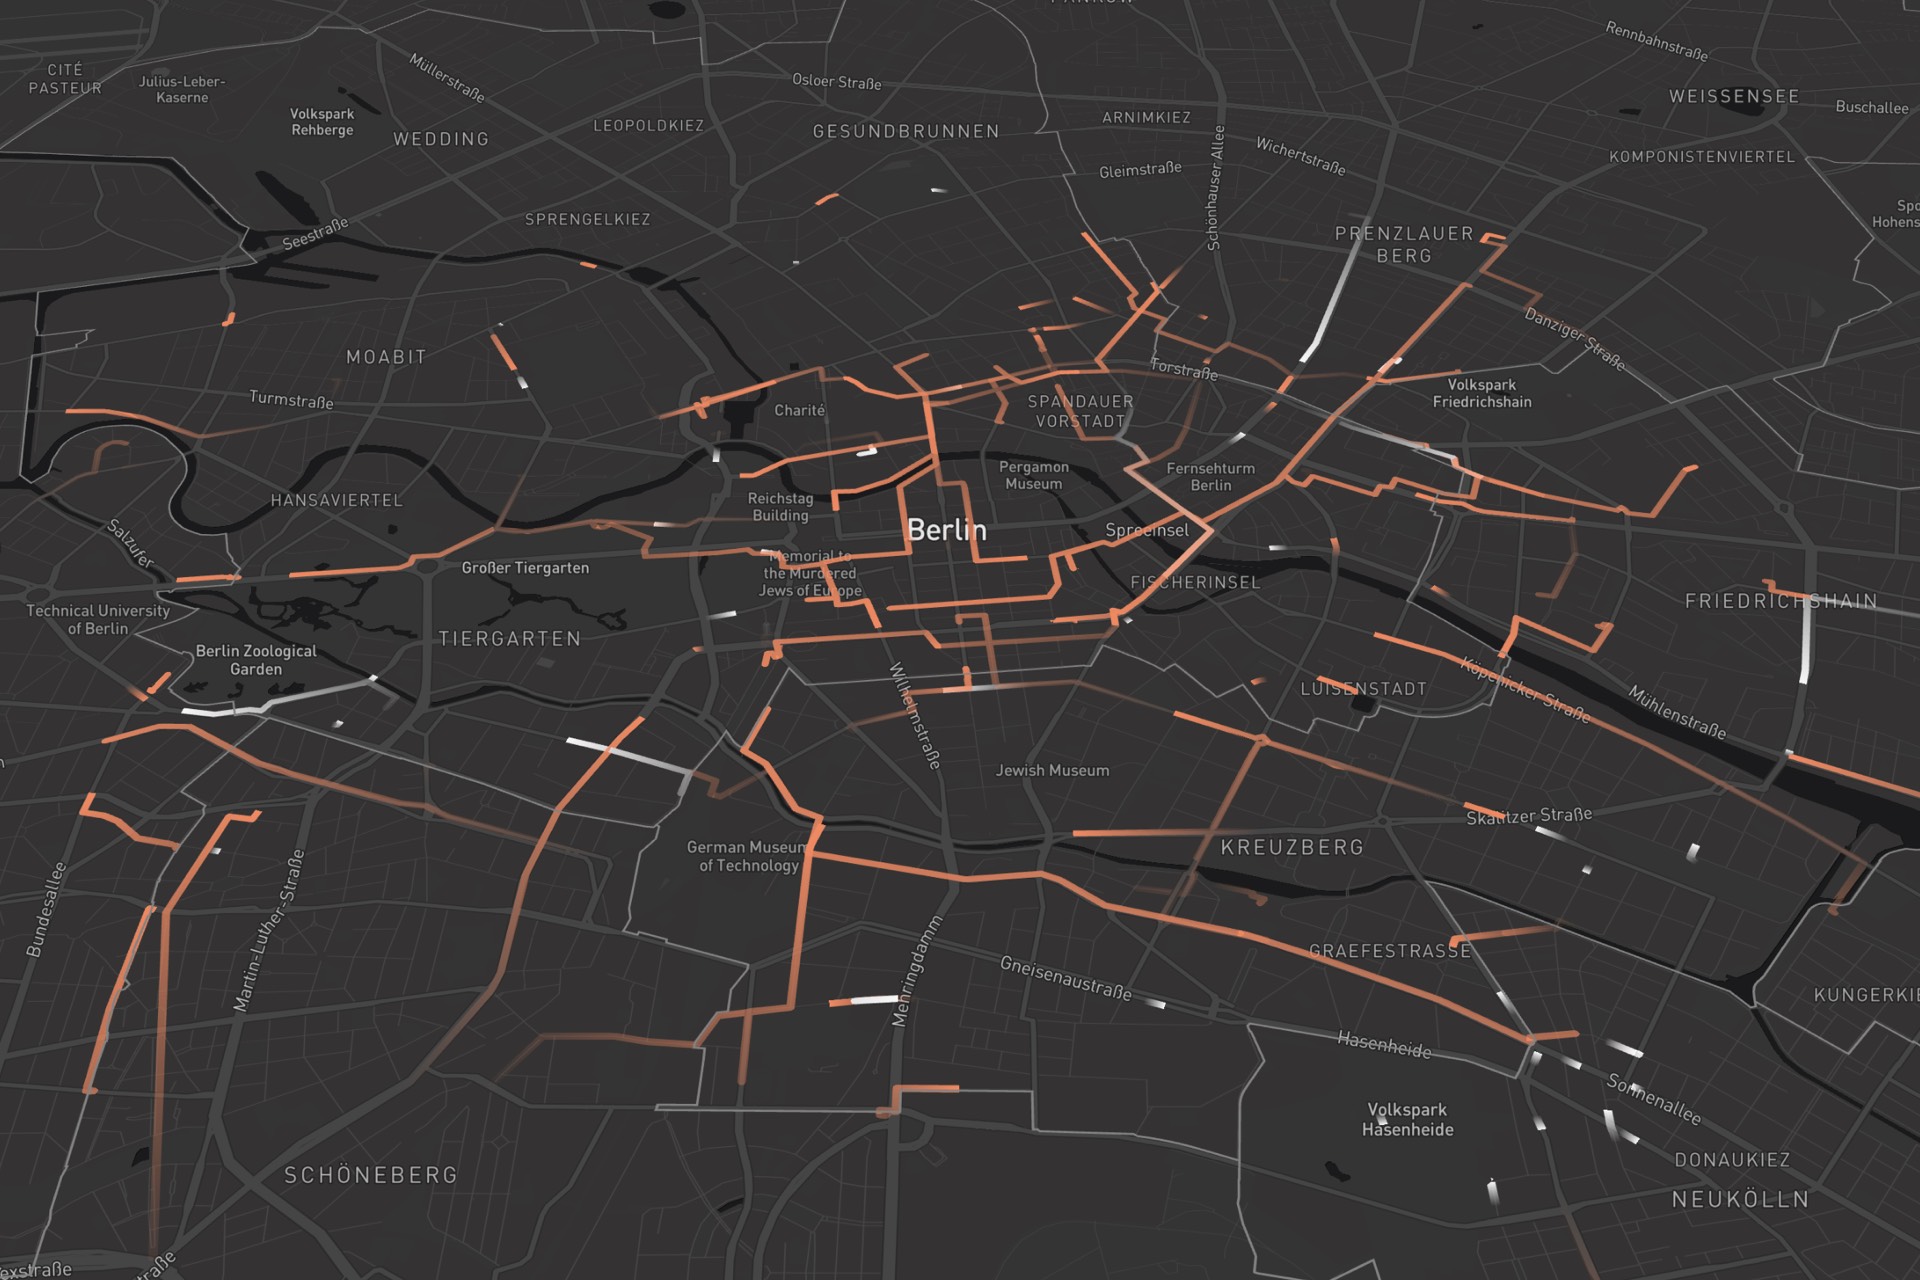 Rennbahnstraße
CITÉ
PASTEUR
Julius-Leber-
Kaserne
Müllerstraße
Osloer Straße
WEISSENSEE
Buschallee
Volkspark
Rehberge
WEDDING
LEOPOLDKIEZ
GESUNDBRUNNEN
ARNIMKIEZ
Wichertstraße
KOMPONISTENVIERTEL
Gleimstraße
Schönhauser Allee
SPRENGELKIEZ
Seestraße
PRENZLAUER
BERG
Danziger Straße
MOABIT
Turmstraße
Torstraße
Volkspark
Friedrichshain
Charité
SPANDAUER
VORSTADT
Pergamon
Museum
Fernsehturm
Berlin
HANSAVIERTEL
Reichstag
Building
Salzufer
Berlin
Spreeinsel
Großer Tiergarten
Memorial to
the Murdered
Jews of Europe
FISCHERINSEL
Technical University
of Berlin
FRIEDRICHSHAIN
TIERGARTEN
Berlin Zoological
Garden
Wilhelmstraße
LUISENSTADT
Köpenicker Straße
Mühlenstraße
Jewish Museum
Skalitzer Straße
German Museum
of Technology
KREUZBERG
Bundesallee
Martin-Luther-Straße
Mehringdamm
Gneisenaustraße
GRAEFESTRASSE
KUNGERKIE
Hasenheide
Sonnenallee
Volkspark
Hasenheide
SCHÖNEBERG
DONAUKIEZ
NEUKÖLLN
exstraße
raße